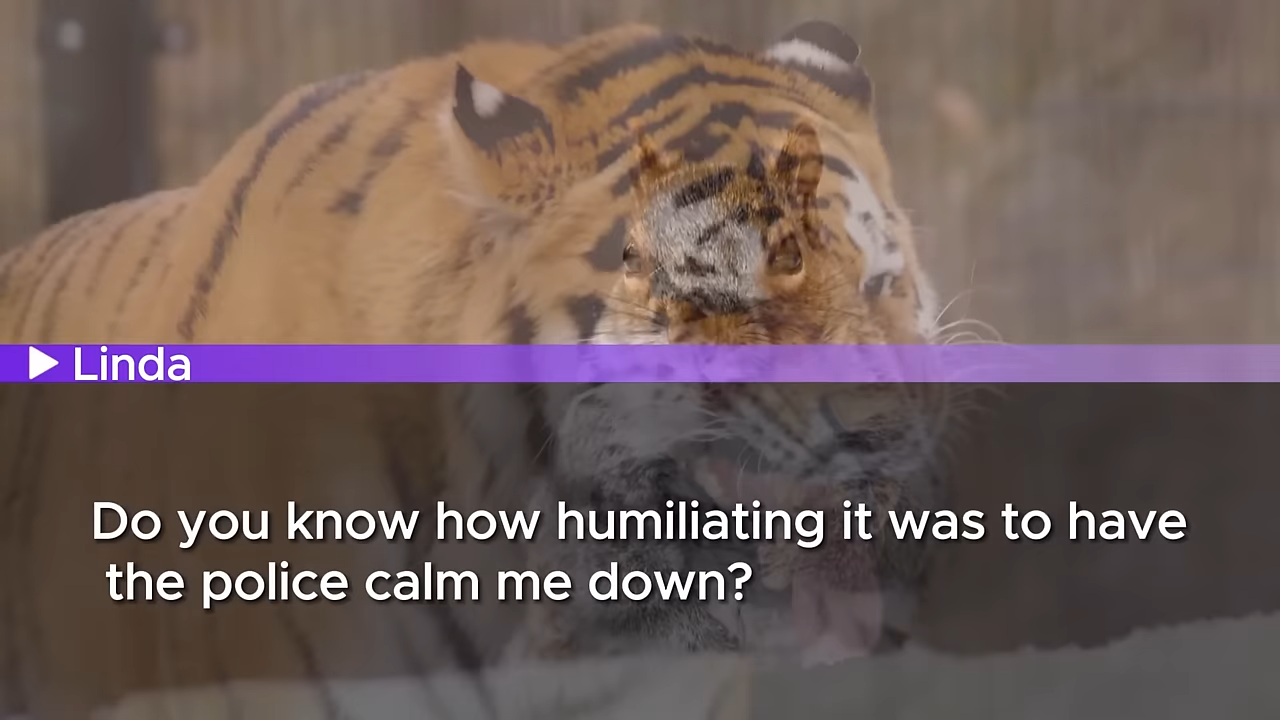 Linda
Do you know how humiliating it was to have
the police calm me down?